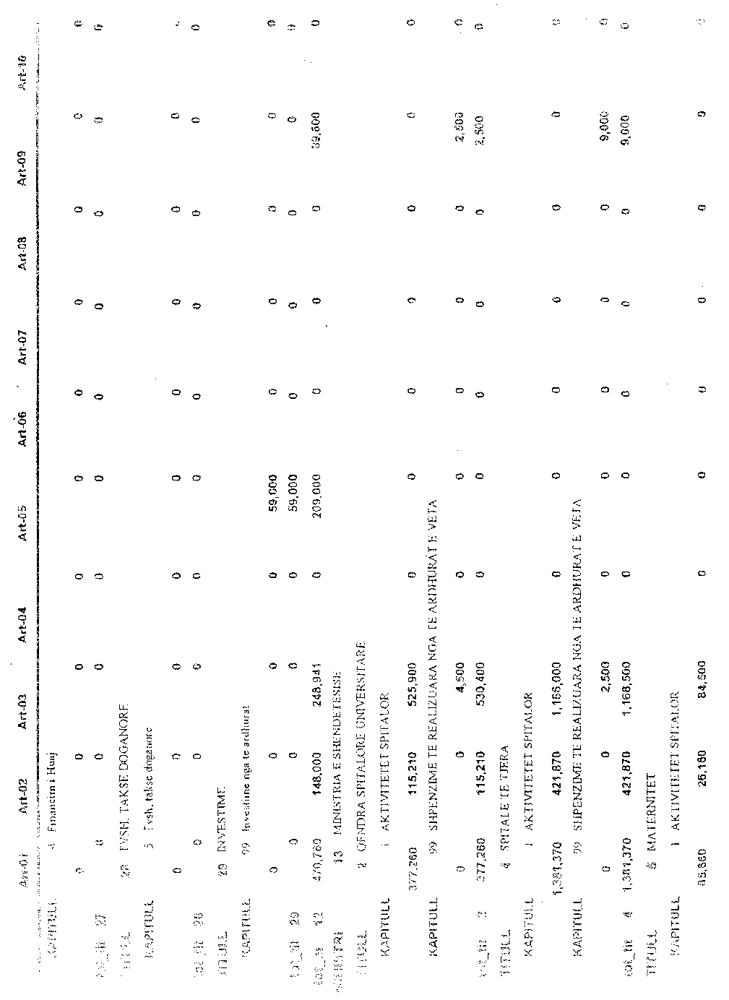 Art-01 Art-02 Art-03 Art-04 Art-05 Art-06 Art-07 Art-08 Art-09 Art-10
KAPITULL Financimi Huaj
0 0 0 0 0 0 0 0 0 0
27 0 0 0 0 0 0 0 0 0 0
28 TVSH, TAKSE DOGANORE
KAPITULL 5 Tvsh, takse doganore
0 0 0 0 0 0 0 0 0
28 0 0 0 0 0 0 0 0 0 0
TITULL 29 INVESTIME
KAPITULL 99 Investime nga te ardhurat
0 0 0 0 59,000 0 0 0 0 0
29 0 0 0 0 59,000 0 0 0 0 0
12 470,760 148,000 248,941 0 209,000 0 0 0 0
13 MINISTRIA E SHENDETESISE
TITULL QENDRA SPITALORE UNIVERSITARE
KAPITULL 1 AKTIVITETET SPITALOR
377,260 115,210 525,900 0 0 0 0 0 0 0
KAPITULL 99 SHPENZIME TE REALIZUARA NGA TE ARDHURAT E VETA
0 0 4,500 0 0 0 0 0 2,500 0
377,260 115,210 530,400 0 0 0 0 0 2,500 0
TITULL 4 SPITALE TE TJERA
KAPITULL 1 AKTIVITETET SPITALOR
1,381,370 421,870 1,166,000 0 0 0 0 0 0 0
KAPITULL 99 SHPENZIME TE REALIZUARA NGA TE ARDHURAT E VETA
0 0 2,500 0 0 0 0 0 9,000 0
tot_tit 4 1,381,370 421,870 1,168,500 0 0 0 0 0 9,000 0
TITULL MATERNITET
KAPITULL 1 AKTIVITETET SPITALOR
26,160 84,500 0 0 0 0 0 0 0